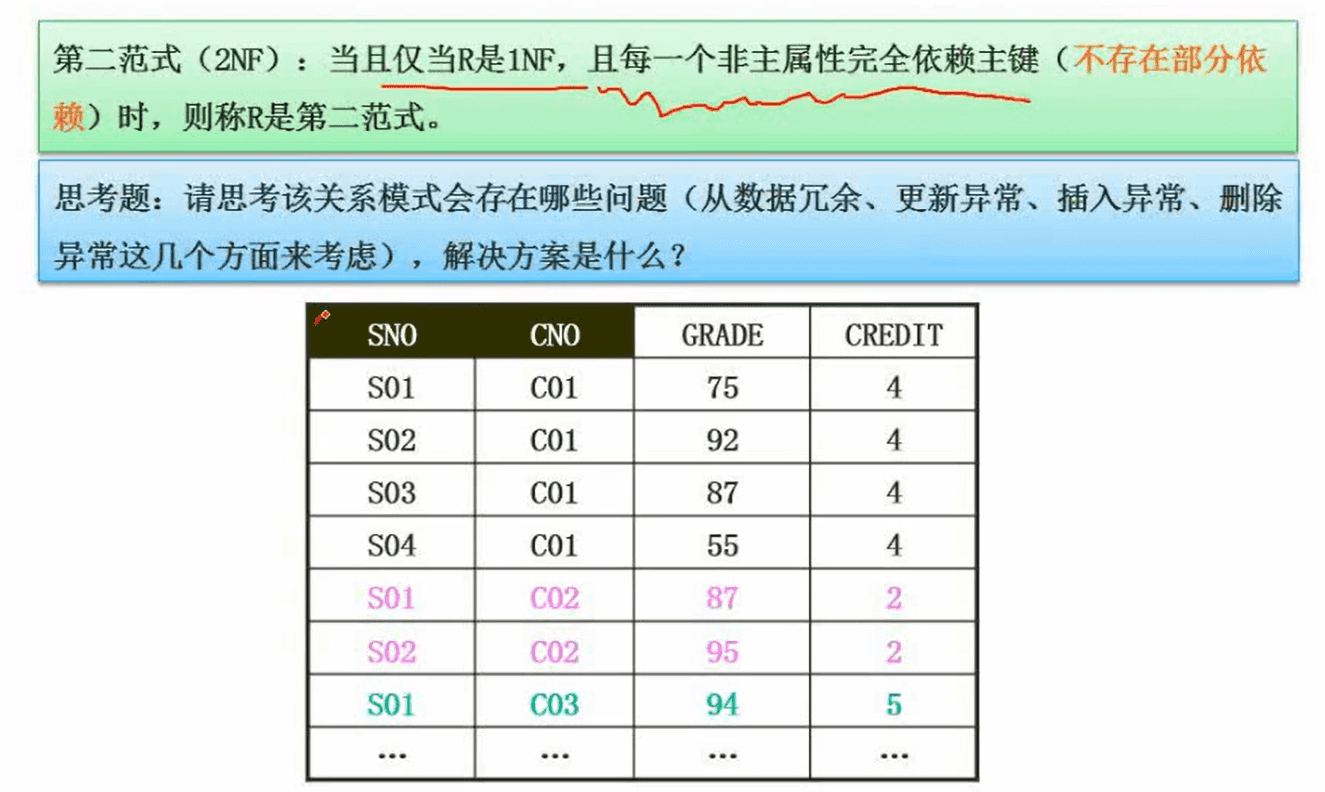 第二范式（2NF）：当且仅当R是1NF，且每一个非主属性完全依赖主键（不存在部分依
赖）时，则称R是第二范式。
思考题：请思考该关系模式会存在哪些问题（从数据冗余、更新异常、插入异常、删除
异常这几个方面来考虑），解决方案是什么？
SNO CNO GRADE CREDIT
S01 C01 75 4
S02 C01 92 4
S03 C01 87 4
S04 C01 55 4
S01 C02 87 2
S02 C02 95 2
S01 C03 94 5
… … … …